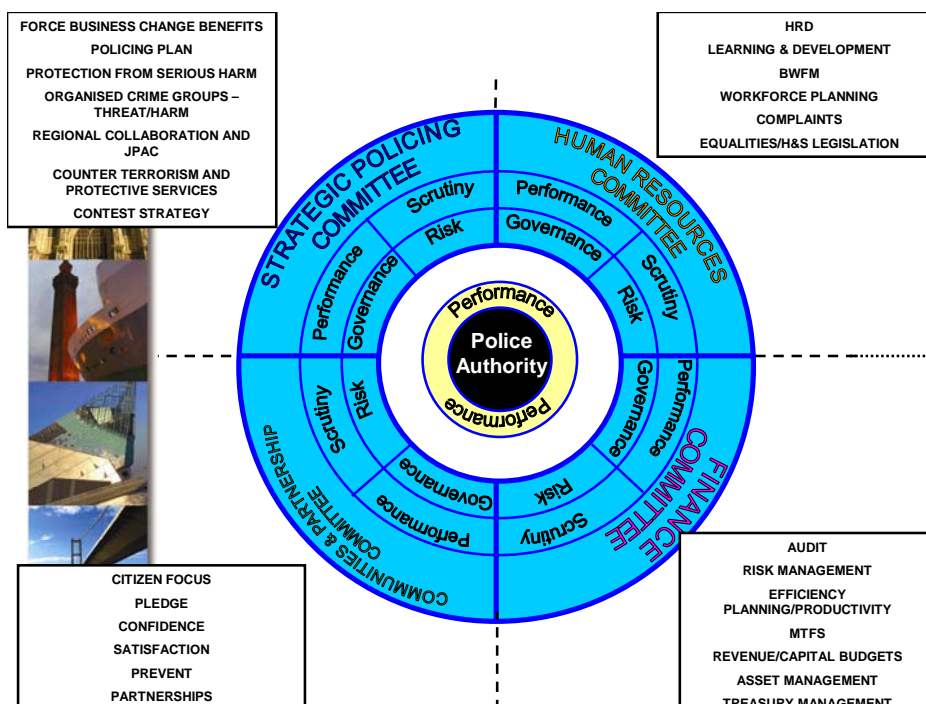 FORCE BUSINESS CHANGE BENEFITS
POLICING PLAN
PROTECTION FROM SERIOUS HARM
ORGANISED CRIME GROUPS –
THREAT/HARM
REGIONAL COLLABORATION AND
JPAC
COUNTER TERRORISM AND
PROTECTIVE SERVICES
CONTEST STRATEGY
HRD
LEARNING & DEVELOPMENT
BWFM
WORKFORCE PLANNING
COMPLAINTS
EQUALITIES/H&S LEGISLATION
STRATEGIC POLICING
COMMITTEE
Scrutiny
Risk
Performance
Governance
HUMAN RESOURCES
COMMITTEE
Performance
Governance
Scrutiny
Risk
Performance
Police
Authority
Performance
Risk
Scrutiny
Governance
Performance
COMMUNITIES & PARTNERSHIP
COMMITTEE
Performance
Governance
Risk
Scrutiny
FINANCE
COMMITTEE
CITIZEN FOCUS
PLEDGE
CONFIDENCE
SATISFACTION
PREVENT
PARTNERSHIPS
AUDIT
RISK MANAGEMENT
EFFICIENCY
PLANNING/PRODUCTIVITY
MTFS
REVENUE/CAPITAL BUDGETS
ASSET MANAGEMENT
TREASURY MANAGEMENT